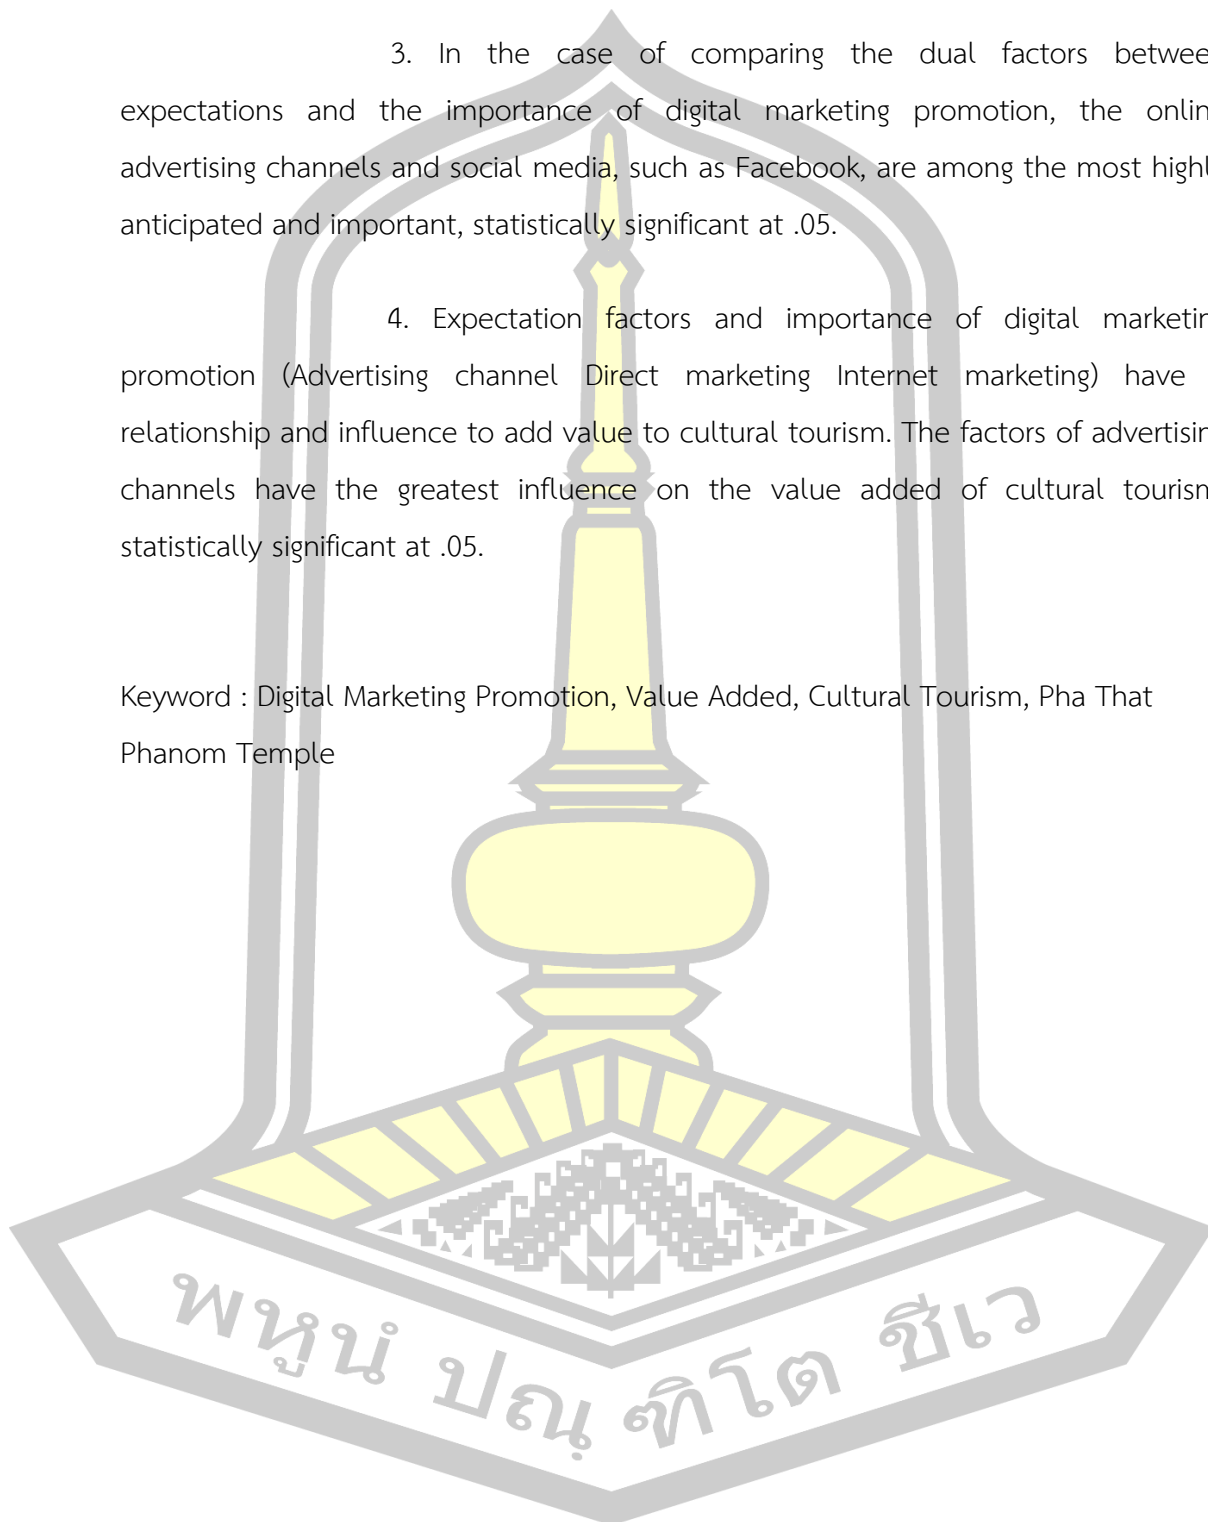 3. In the case of comparing the dual factors betwee
expectations and the importance of digital marketing promotion, the onlin
advertising channels and social media, such as Facebook, are among the most highl
anticipated and important, statistically significant at .05.
4. Expectation factors and importance of digital marketin
promotion (Advertising channel Direct marketing Internet marketing) have
relationship and influence to add value to cultural tourism. The factors of advertisin
channels have the greatest influence on the value added of cultural tourism
statistically significant at .05.
Keyword : Digital Marketing Promotion, Value Added, Cultural Tourism, Pha That
Phanom Temple
พหูนํ ปณฺฑิโต ชีเว